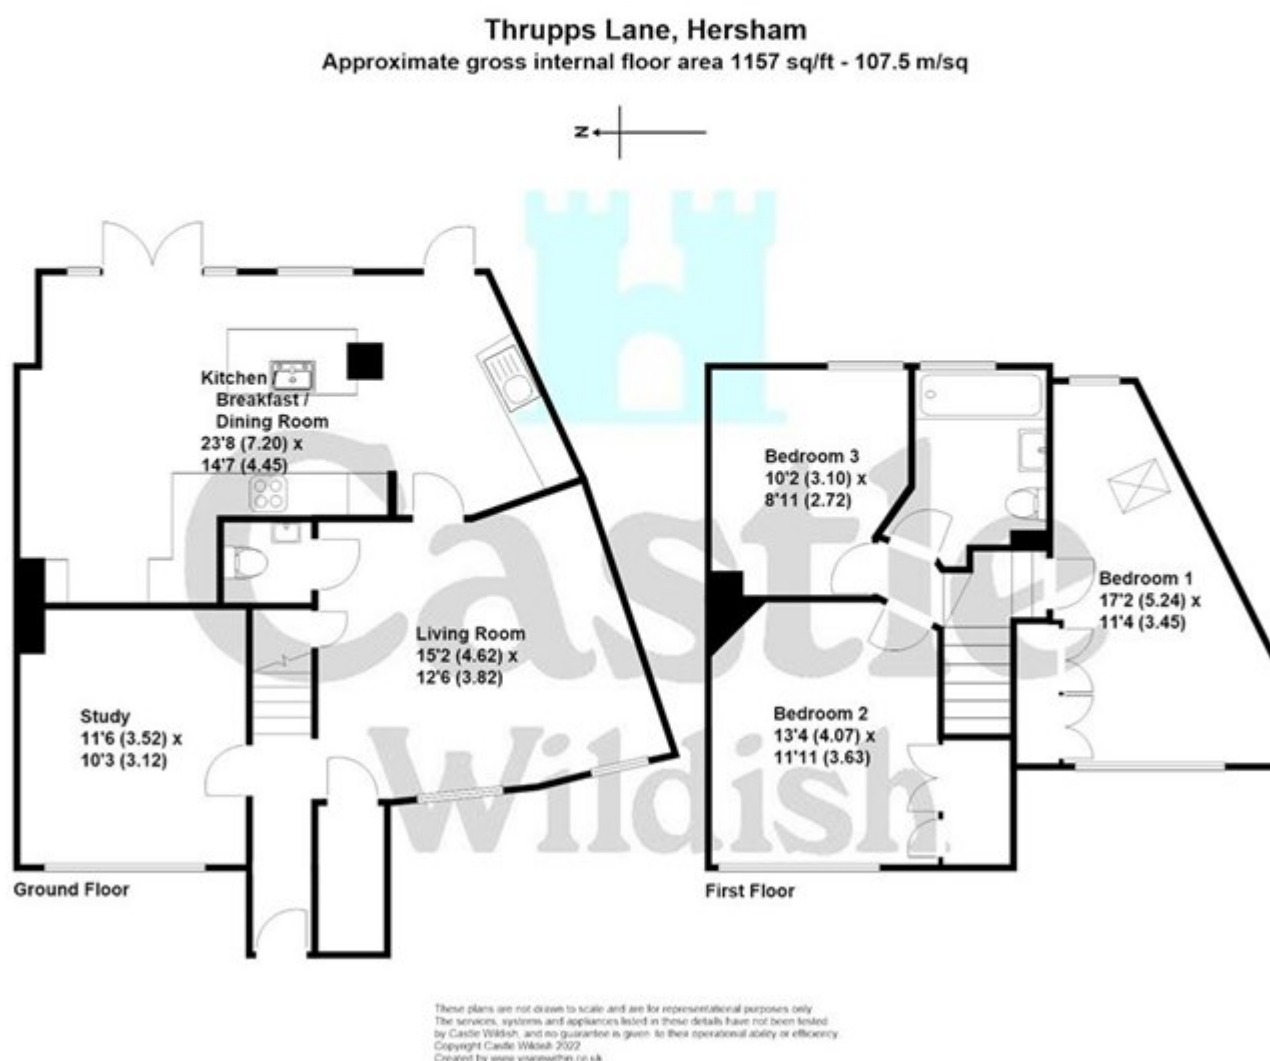 Thrupps Lane, Hersham
Approximate gross internal floor area 1157 sq/ft - 107.5 m/sq
N
Kitchen /
Breakfast /
Dining Room
23'8 (7.20) x
14'7 (4.45)
Study
11'6 (3.52) x
10'3 (3.12)
Living Room
15'2 (4.62) x
12'6 (3.82)
Ground Floor
Bedroom 3
10'2 (3.10) x
8'11 (2.72)
Bedroom 1
17'2 (5.24) x
11'4 (3.45)
Bedroom 2
13'4 (4.07) x
11'11 (3.63)
First Floor
Castle
Wildish
These plans are not drawn to scale and are for representational purposes only
The services, systems and appliances listed in these details have not been tested
by Castle Wildish, and no guarantee is given to their operational ability or efficiency.
Copyright Castle Wildish 2022
Created by www.visionwithin.co.uk